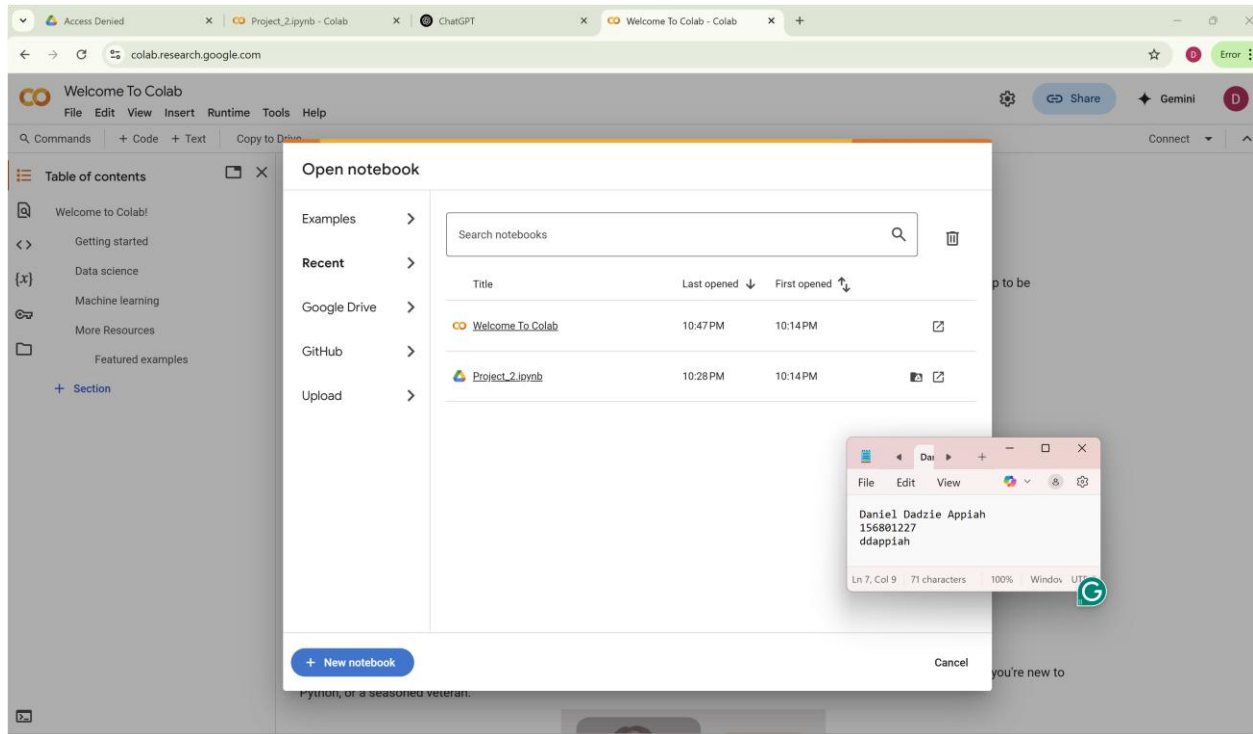 Access Denied
Project_2.ipynb - Colab
ChatGPT
Welcome To Colab - Colab
colab.research.google.com
D
Error
Welcome To Colab
File Edit View Insert Runtime Tools Help
Share
Gemini
D
Commands
+ Code + Text
Copy to Drive
Connect
Table of contents
Welcome to Colab!
Getting started
Data science
Machine learning
More Resources
Featured examples
+ Section
Open notebook
Examples
Recent
Google Drive
GitHub
Upload
Search notebooks
Title Last opened First opened
Welcome To Colab 10:47 PM 10:14 PM
Project_2.ipynb 10:28 PM 10:14 PM
+ New notebook
Cancel
p to be
you're new to
Python, or a seasoned veteran.
File Edit View
Daniel Dadzie Appiah
156801227
ddappiah
Ln 7, Col 9 71 characters 100%
G